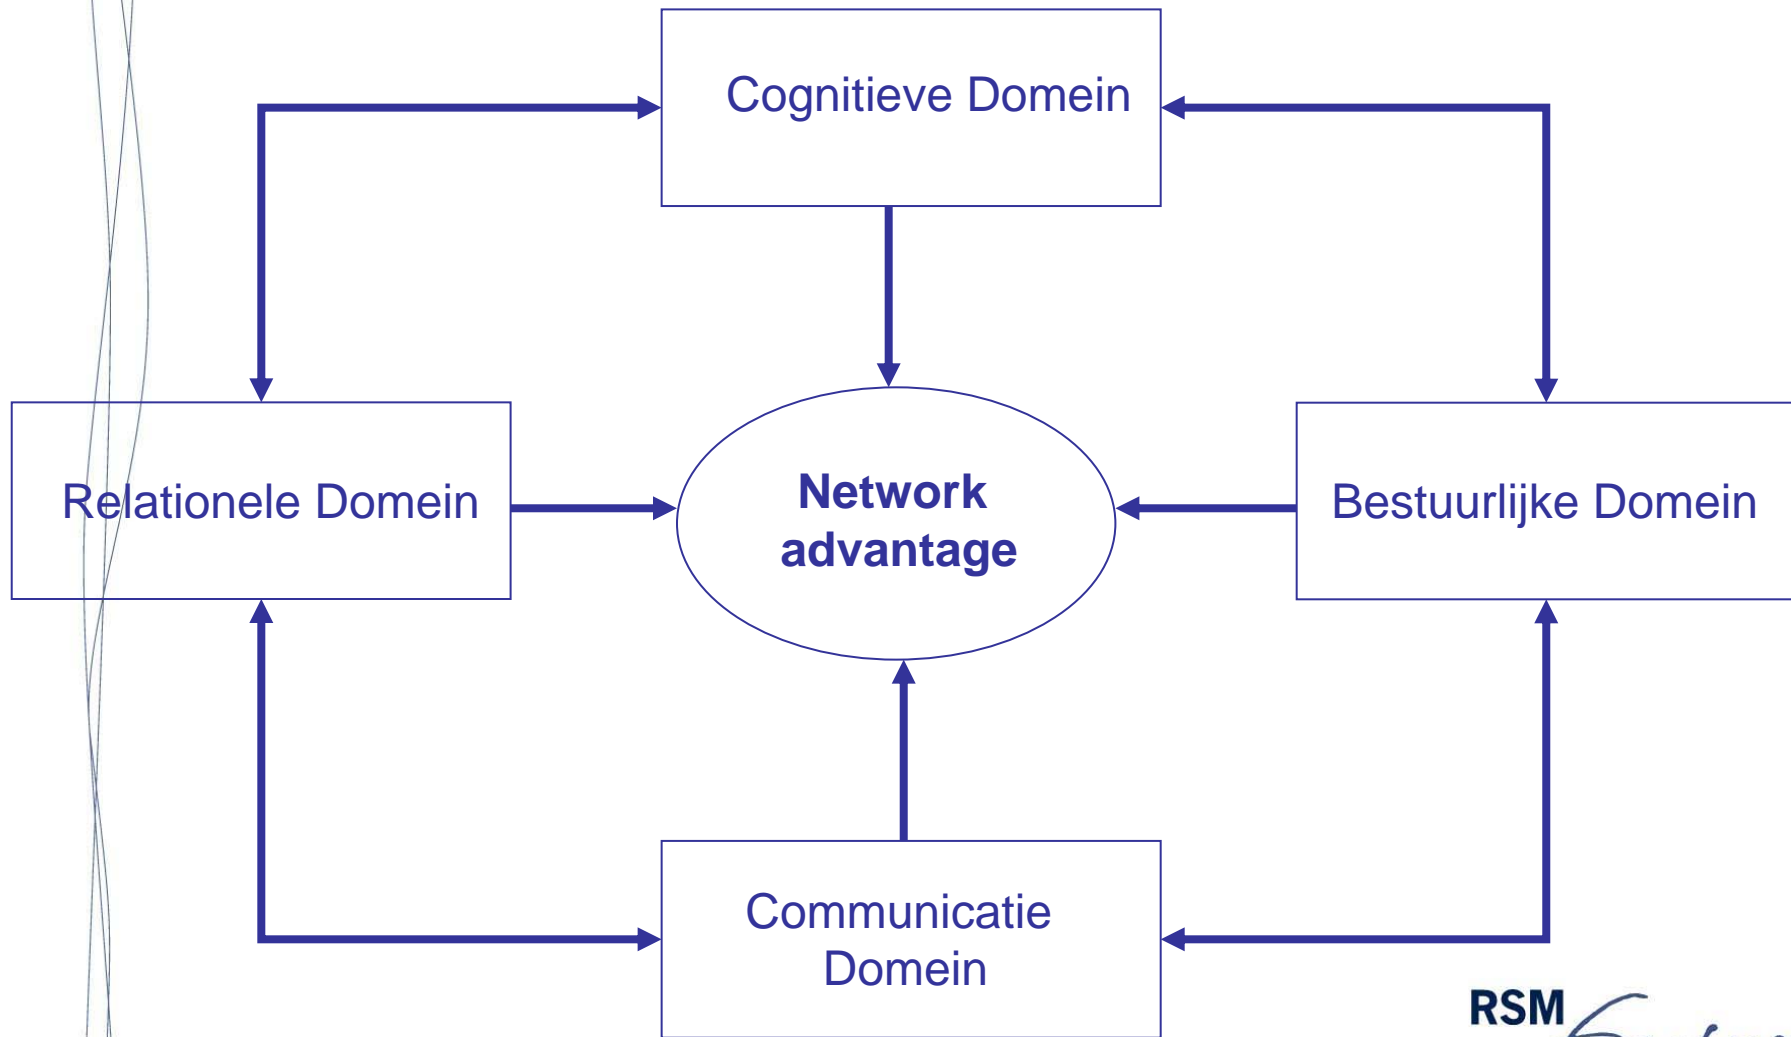 Cognitieve Domein
Relationele Domein
Network
advantage
Bestuurlijke Domein
Communicatie
Domein
RSM